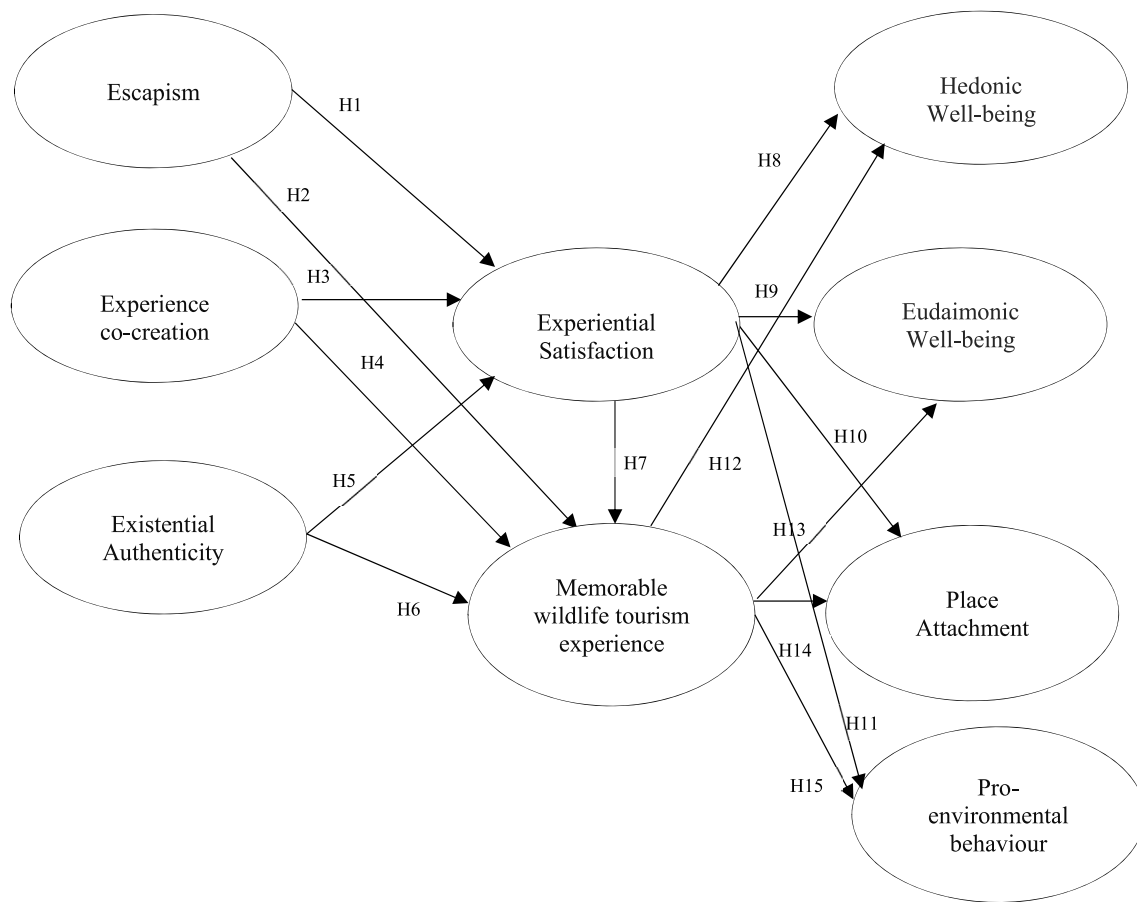 Escapism
H1
Hedonic
Well-being
H8
H2
H3
Experience
co-creation
H9
Experiential
Satisfaction
Eudaimonic
Well-being
H4
H10
H5
H7
H12
Existential
Authenticity
H13
H6
Memorable
wildlife tourism
experience
Place
Attachment
H14
H11
H15
Pro-
environmental
behaviour